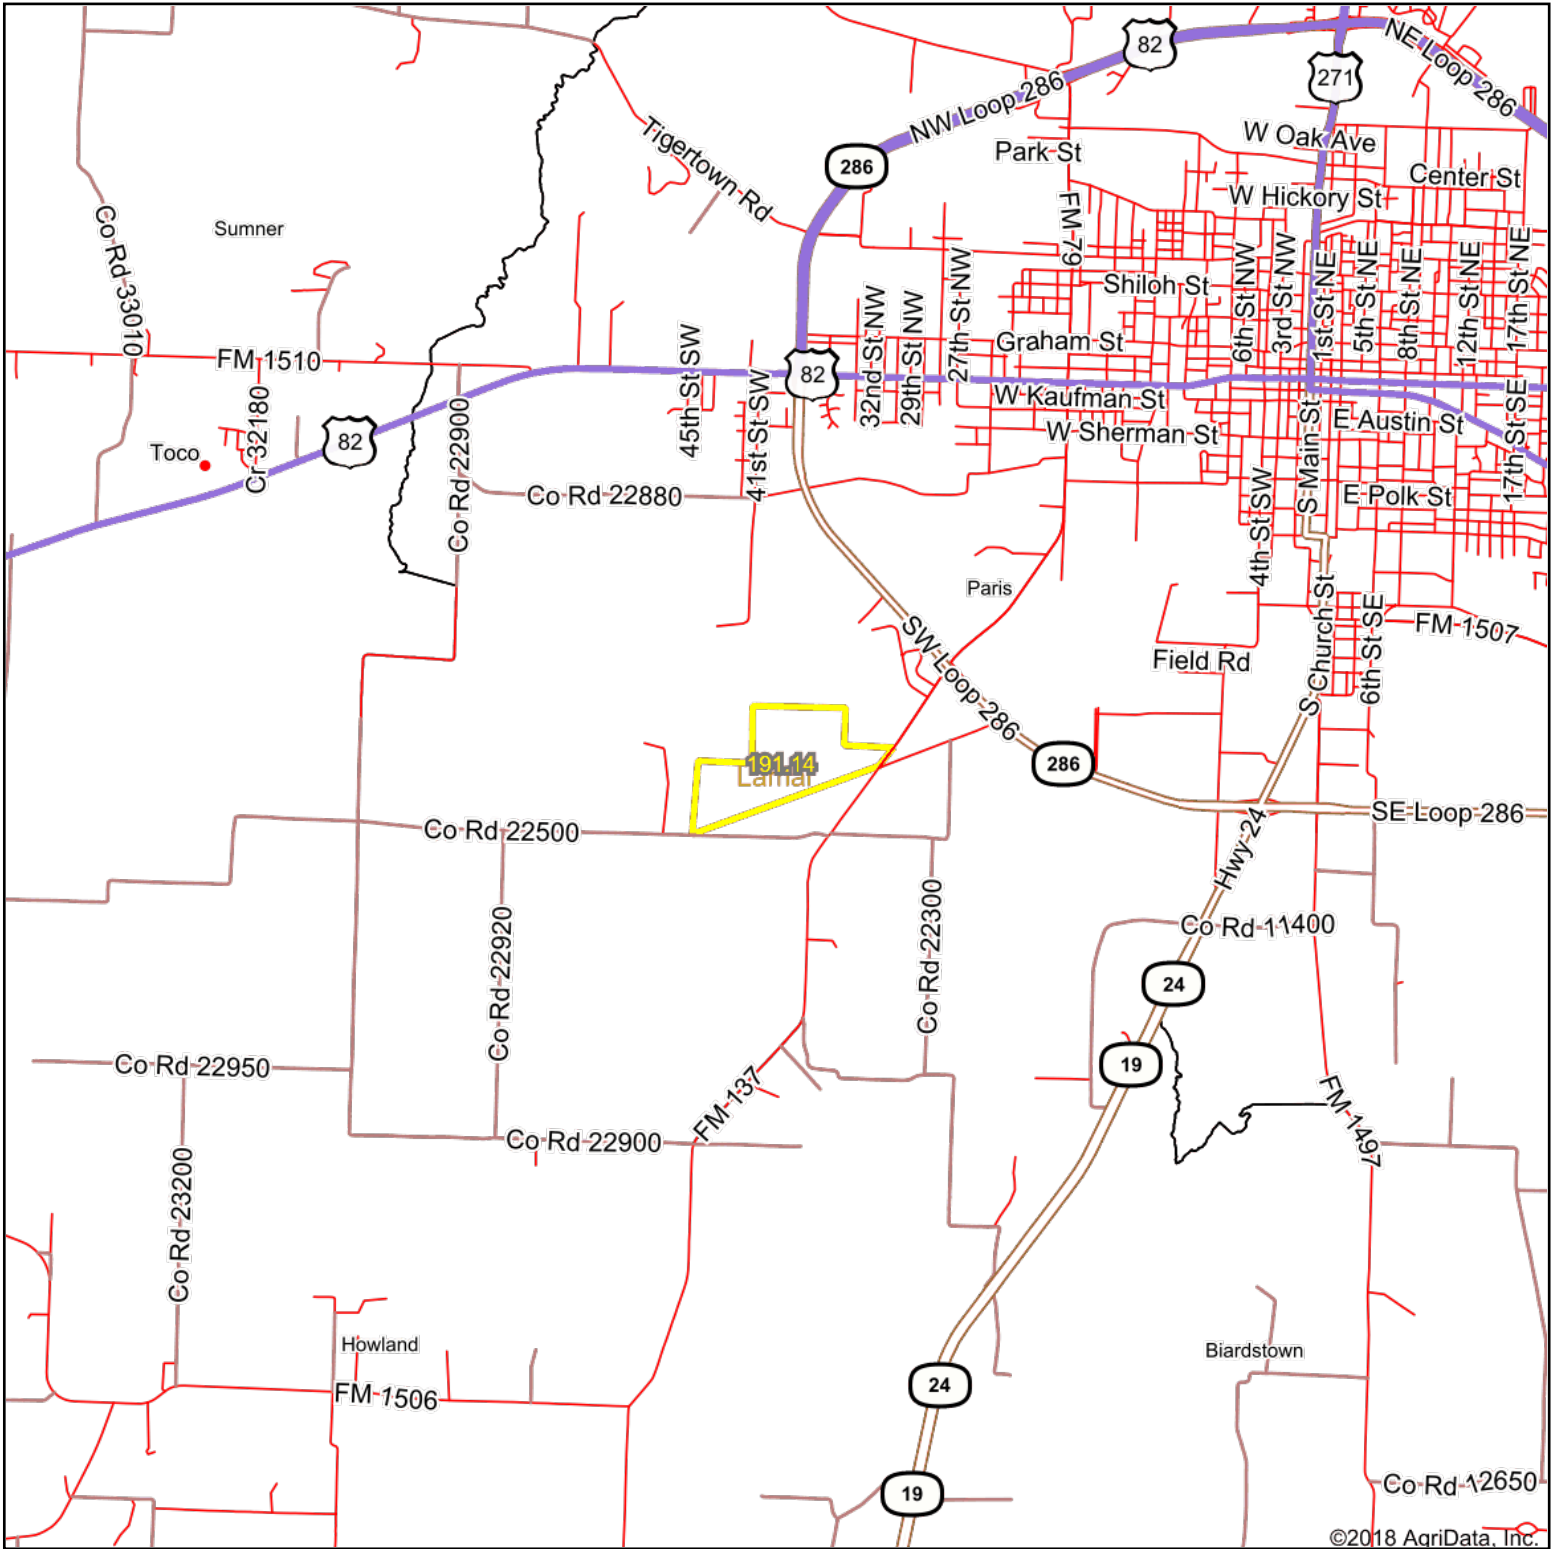 82
NE Loop 286
271
NW Loop 286
Tigertown Rd
286
Park St
W Oak Ave
Center St
W Hickory St
FM 79
Co Rd 33010
Sumner
Shiloh St
6th St NW
3rd St NW
1st St NE
5th St NE
8th St NE
12th St NE
17th St NE
27th St NW
32nd St NW
29th St NW
Graham St
FM 1510
45th St SW
82
41st St SW
W Kaufman St
Cr 32180
Co Rd 22900
82
Toco
W Sherman St
S Main St
E Austin St
17th St SE
Co Rd 22880
E Polk St
4th St SW
Paris
S Church St
6th St SE
FM 1507
SW Loop 286
Field Rd
191.14
Lamar
286
SE Loop 286
Co Rd 22500
Hwy 24
Co Rd 22920
Co Rd 22300
Co Rd 11400
24
Co Rd 22950
19
FM 137
FM 1497
Co Rd 22900
Co Rd 23200
Howland
Biardstown
24
FM 1506
19
Co Rd 12650
©2018 AgriData, Inc.